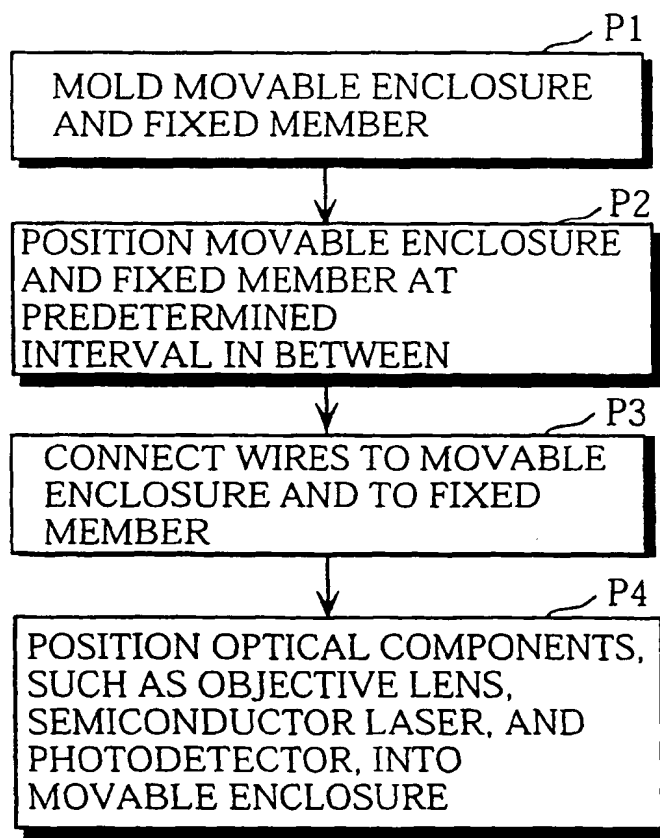 P1
MOLD MOVABLE ENCLOSURE
AND FIXED MEMBER
P2
POSITION MOVABLE ENCLOSURE
AND FIXED MEMBER AT
PREDETERMINED
INTERVAL IN BETWEEN
P3
CONNECT WIRES TO MOVABLE
ENCLOSURE AND TO FIXED
MEMBER
P4
POSITION OPTICAL COMPONENTS,
SUCH AS OBJECTIVE LENS,
SEMICONDUCTOR LASER, AND
PHOTODETECTOR, INTO
MOVABLE ENCLOSURE